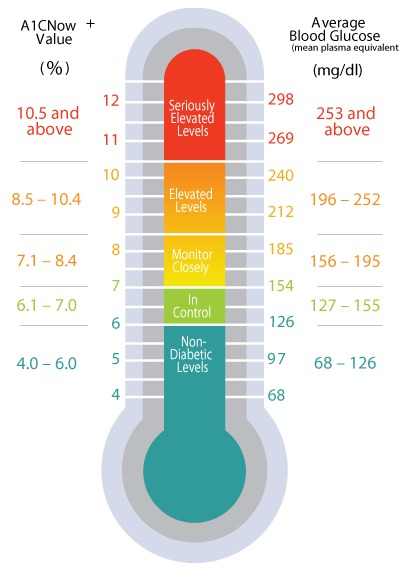 A1CNow +
Value
(%)
Average
Blood Glucose
(mean plasma equivalent
(mg/dl)
12
298
Seriously
Elevated
Levels
10.5 and
above
253 and
above
11
269
10
240
Elevated
Levels
8.5 – 10.4
196 – 252
9
212
8
185
Monitor
Closely
7.1 – 8.4
156 – 195
7
154
In
Control
6.1 – 7.0
127 – 155
6
126
Non-
Diabetic
Levels
5
97
4.0 – 6.0
68 – 126
4
68